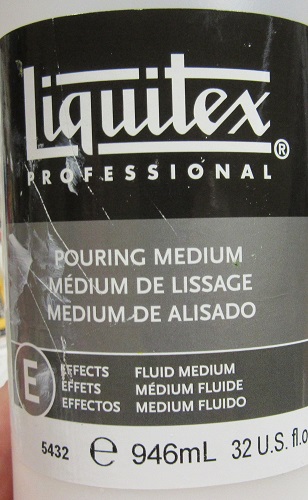 Liquitex®
PROFESSIONAL
POURING MEDIUM
MÉDIUM DE LISSAGE
MEDIUM DE ALISADO
E
EFFECTS FLUID MEDIUM
EFFETS MÉDIUM FLUIDE
EFFECTOS MEDIUM FLUIDO
5432 ℮ 946mL 32 U.S. fl.o